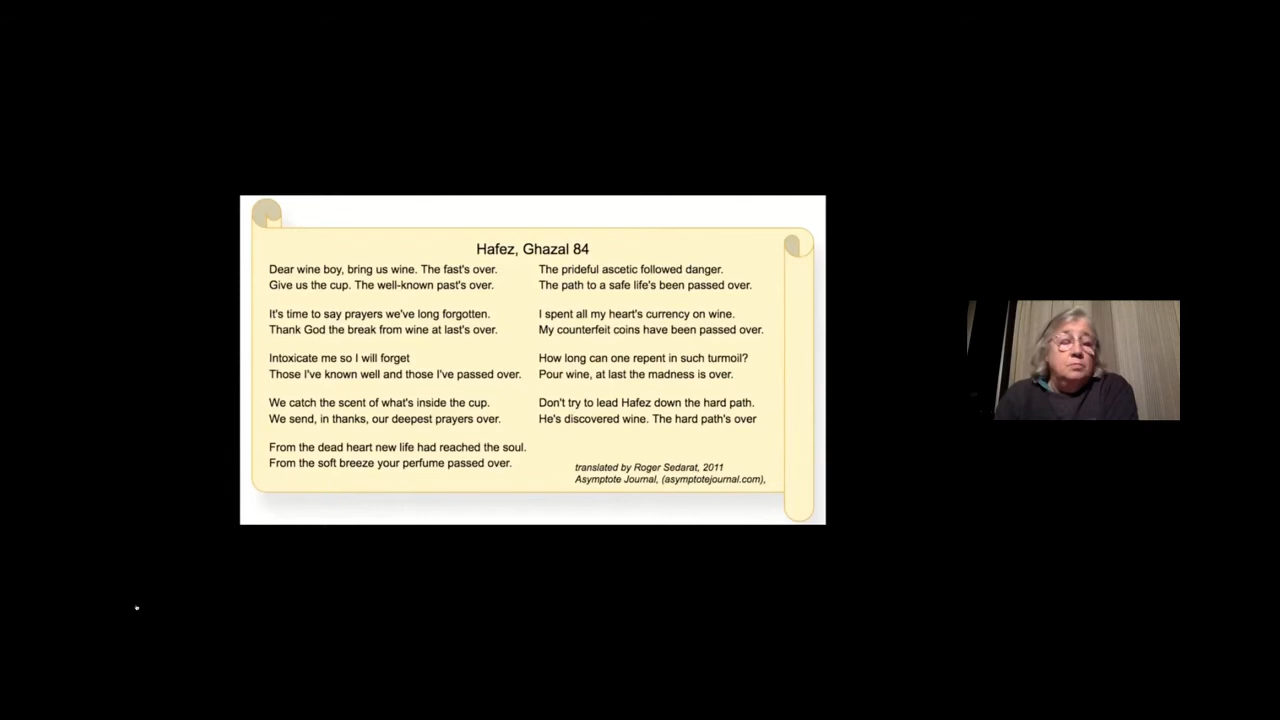 Hafez, Ghazal 84
Dear wine boy, bring us wine. The fast's over.
Give us the cup. The well-known past's over.
It's time to say prayers we've long forgotten.
Thank God the break from wine at last's over.
Intoxicate me so I will forget
Those I've known well and those I've passed over.
We catch the scent of what's inside the cup.
We send, in thanks, our deepest prayers over.
From the dead heart new life had reached the soul.
From the soft breeze your perfume passed over.
The prideful ascetic followed danger.
The path to a safe life's been passed over.
I spent all my heart's currency on wine.
My counterfeit coins have been passed over.
How long can one repent in such turmoil?
Pour wine, at last the madness is over.
Don't try to lead Hafez down the hard path.
He's discovered wine. The hard path's over
translated by Roger Sedarat, 2011
Asymptote Journal, (asymptotejournal.com),